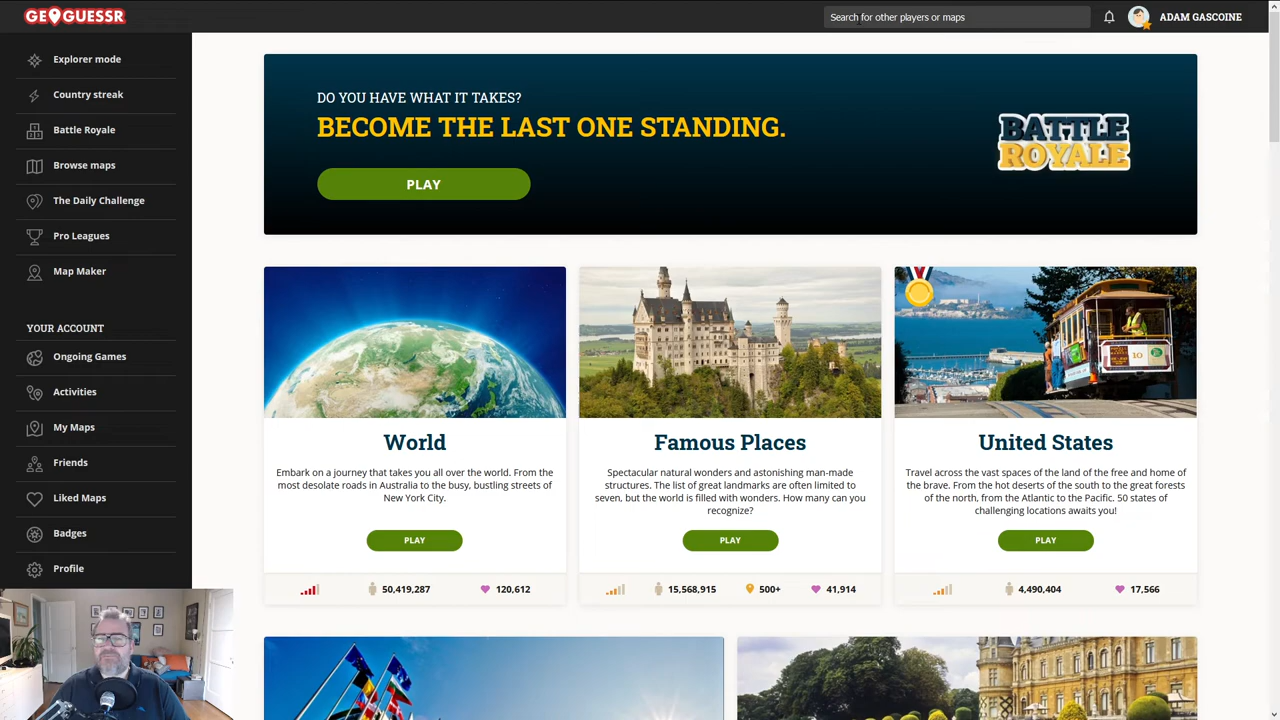 GEOGUESSR
Search for other players or maps
ADAM GASCOINE
Explorer mode
Country streak
Battle Royale
Browse maps
The Daily Challenge
Pro Leagues
Map Maker
YOUR ACCOUNT
Ongoing Games
Activities
My Maps
Friends
Liked Maps
Badges
Profile
DO YOU HAVE WHAT IT TAKES?
BECOME THE LAST ONE STANDING.
PLAY
BATTLE
ROYALE
World
Embark on a journey that takes you all over the world. From the
most desolate roads in Australia to the busy, bustling streets of
New York City.
PLAY
50,419,287
120,612
Famous Places
Spectacular natural wonders and astonishing man-made
structures. The list of great landmarks are often limited to
seven, but the world is filled with wonders. How many can you
recognize?
PLAY
15,568,915
500+
41,914
10
United States
Travel across the vast spaces of the land of the free and home of
the brave. From the hot deserts of the south to the great forests
of the north, from the Atlantic to the Pacific. 50 states of
challenging locations awaits you!
PLAY
4,490,404
17,566